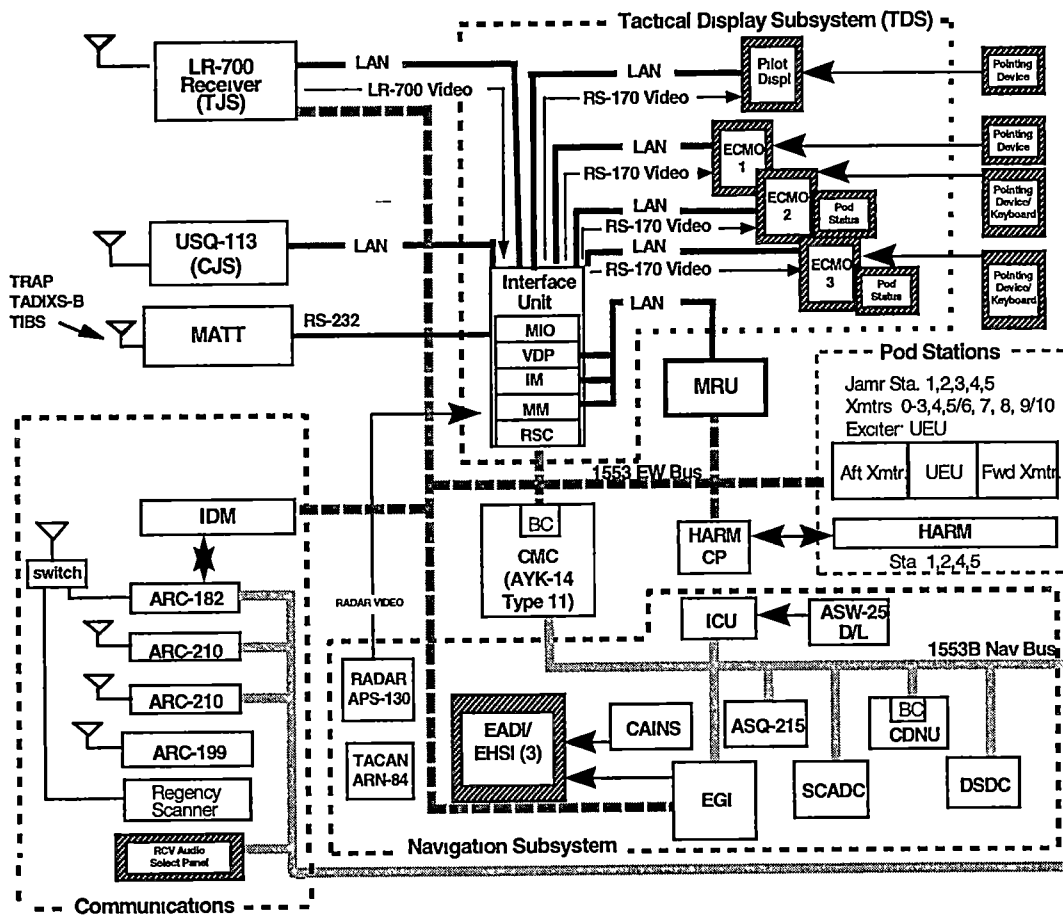 Tactical Display Subsystem (TDS)
LR-700
Receiver
(TJS)
LAN
LR-700 Video
LAN
RS-170 Video
Pilot
Displ
Pointing
Device
LAN
RS-170 Video
ECMO
1
Pointing
Device
LAN
RS-170 Video
ECMO
2
Pod
Status
Pointing
Device/
Keyboard
LAN
RS-170 Video
ECMO
3
Pod
Status
Pointing
Device/
Keyboard
USQ-113
(CJS)
LAN
TRAP
TADIXS-B
TIBS
MATT
RS-232
Interface
Unit
MIO
VDP
IM
MM
RSC
LAN
MRU
Pod Stations
Jamr Sta. 1,2,3,4,5
Xmtrs 0-3,4,5/6, 7, 8, 9/10
Exciter UEU
Aft Xmtr.
UEU
Fwd Xmtr.
HARM
Sta 1,2,4,5
1553 EW Bus
HARM
CP
BC
CMC
(AYK-14
Type 11)
IDM
switch
ARC-182
ARC-210
ARC-210
ARC-199
Regency
Scanner
RCV Audio
Select Panel
Communications
RADAR VIDEO
RADAR
APS-130
TACAN
ARN-84
EADI/
EHSI (3)
CAINS
ICU
ASW-25
D/L
1553B Nav Bus
ASQ-215
BC
CDNU
EGI
SCADC
DSDC
Navigation Subsystem